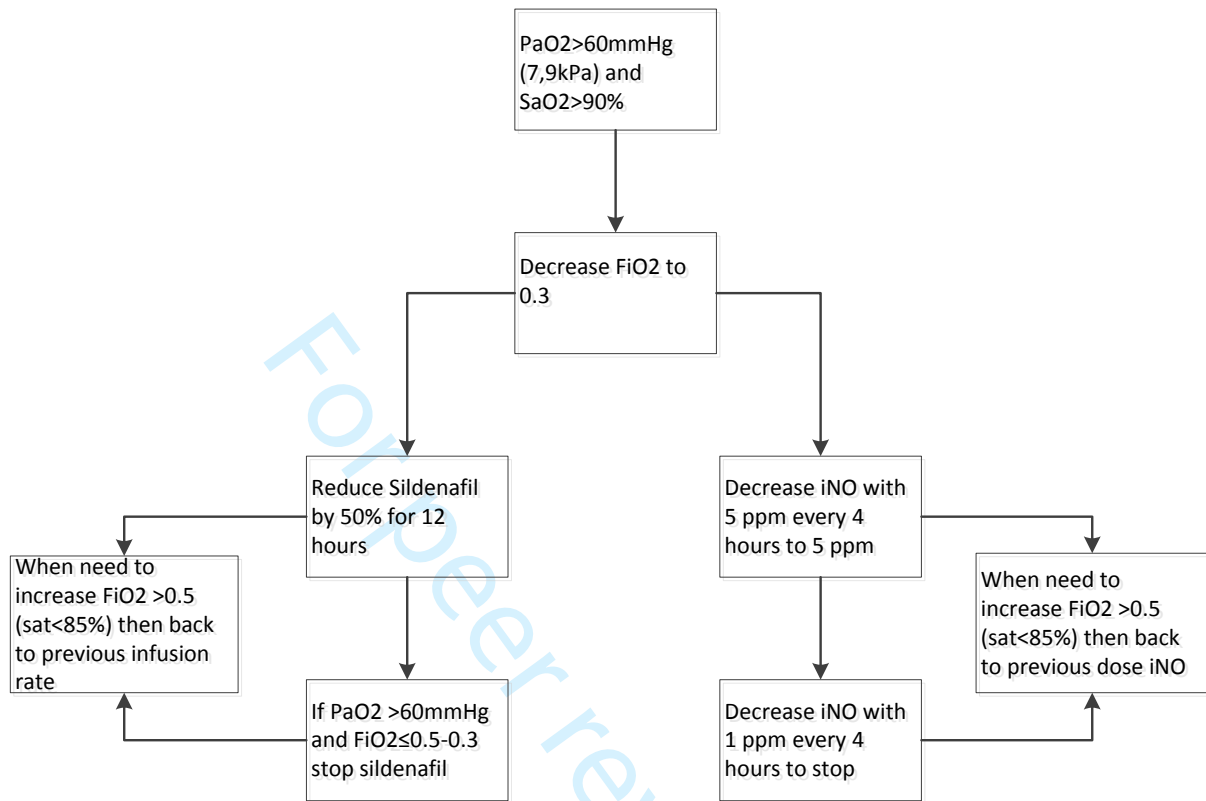 PaO2>60mmHg
(7,9kPa) and
SaO2>90%
Decrease FiO2 to
0.3
Reduce Sildenafil
by 50% for 12
hours
Decrease iNO with
5 ppm every 4
hours to 5 ppm
When need to
increase FiO2 >0.5
(sat<85%) then back
to previous infusion
rate
When need to
increase FiO2 >0.5
(sat<85%) then back
to previous dose iNO
If PaO2 >60mmHg
and FiO2≤0.5-0.3
stop sildenafil
Decrease iNO with
1 ppm every 4
hours to stop
For peer rev